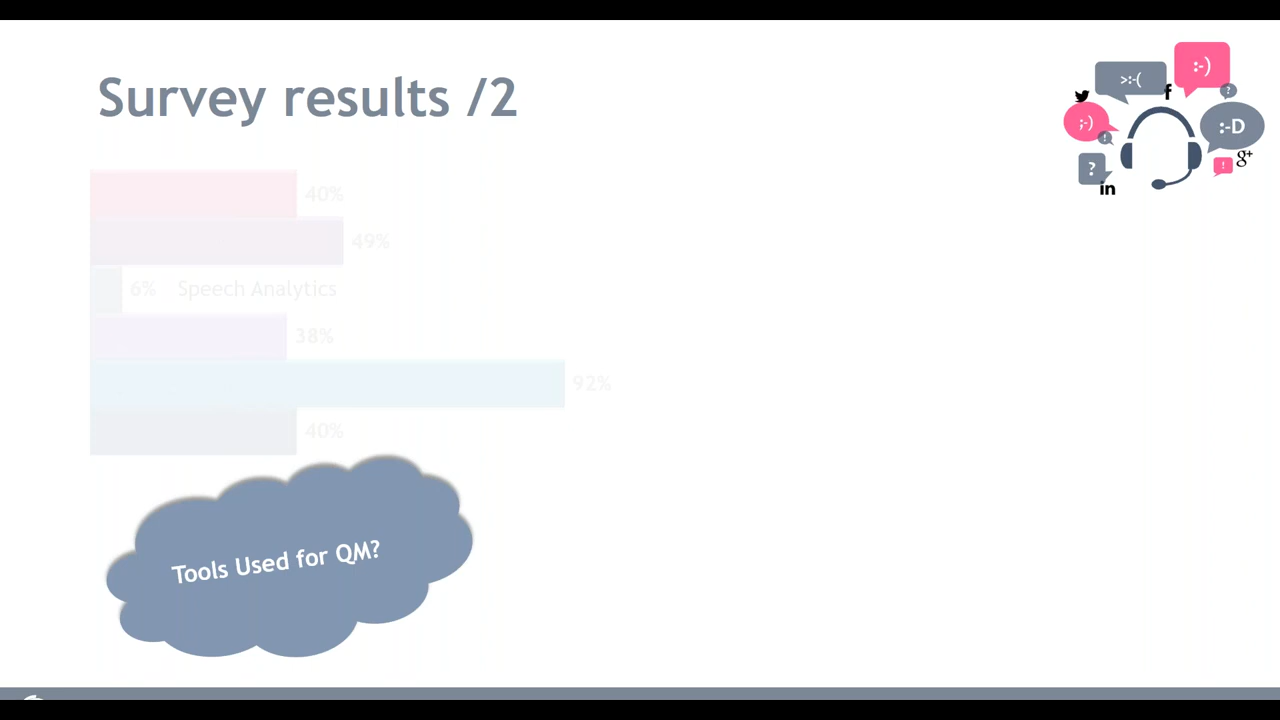 Survey results /2
>:-(
:-)
f
?
;-)
!
:-D
?
!
g+
in
40%
49%
6% Speech Analytics
38%
92%
40%
Tools Used for QM?